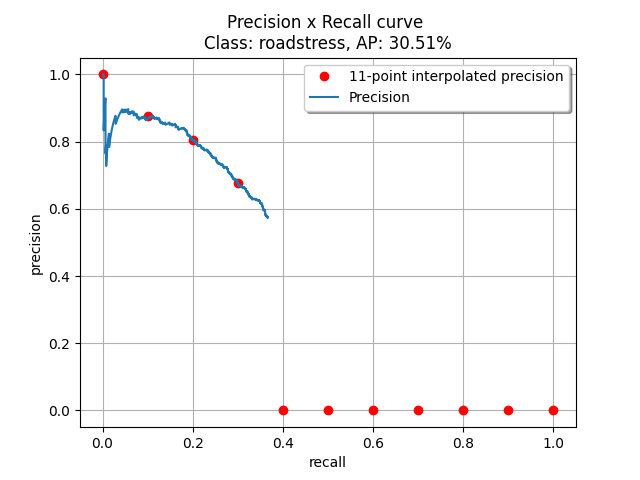 Precision x Recall curve
Class: roadstress, AP: 30.51%
11-point interpolated precision
Precision
precision
1.0
0.8
0.6
0.4
0.2
0.0
0.0 0.2 0.4 0.6 0.8 1.0
recall